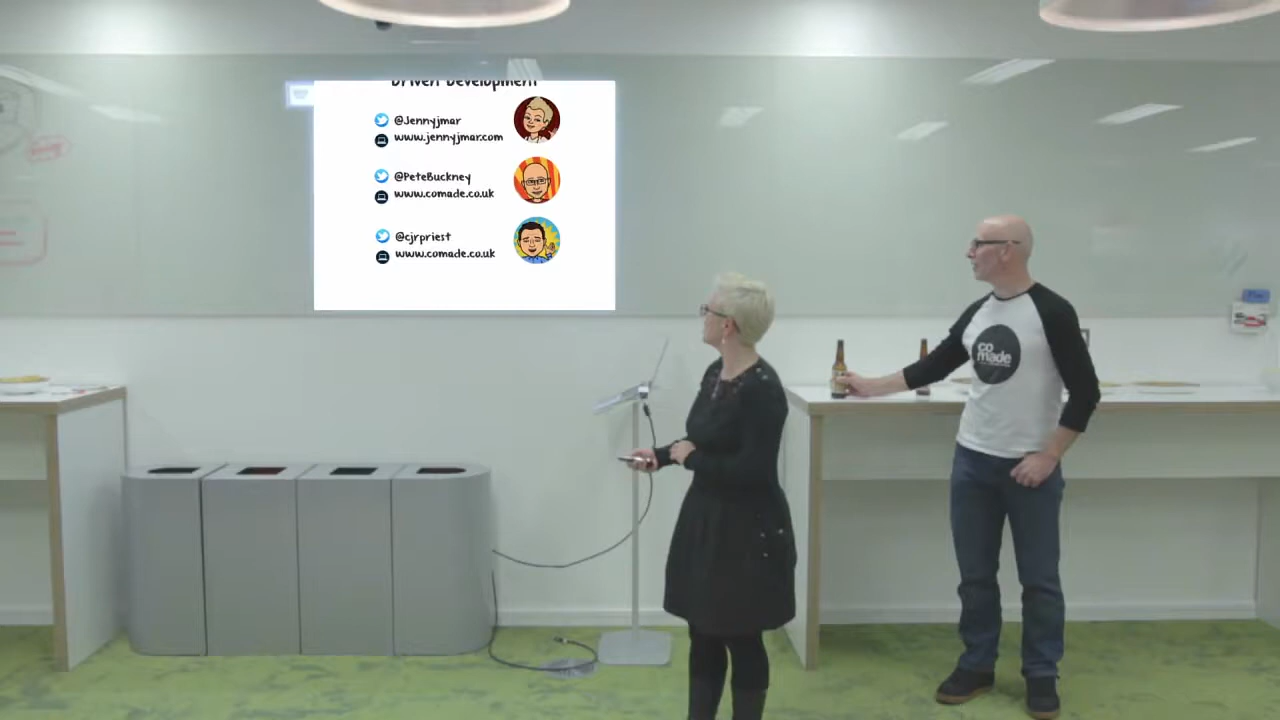 Driven Development
@Jennyjmar
www.jennyjmar.com
@PeteBuckney
www.comade.co.uk
@cjrpriest
www.comade.co.uk
co
made